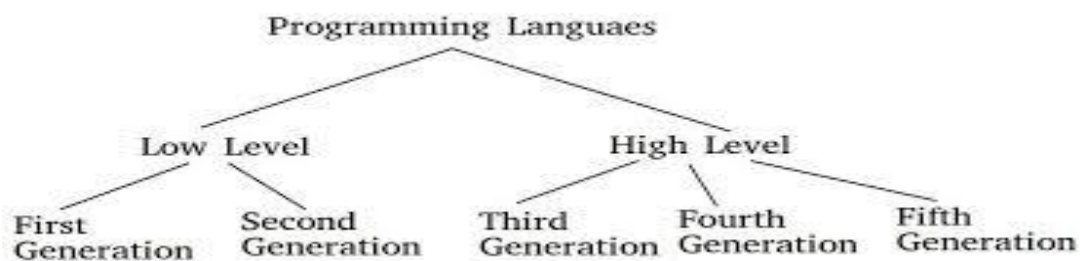 Programming Languaes
Low Level
High Level
First
Generation
Second
Generation
Third
Generation
Fourth
Generation
Fifth
Generation